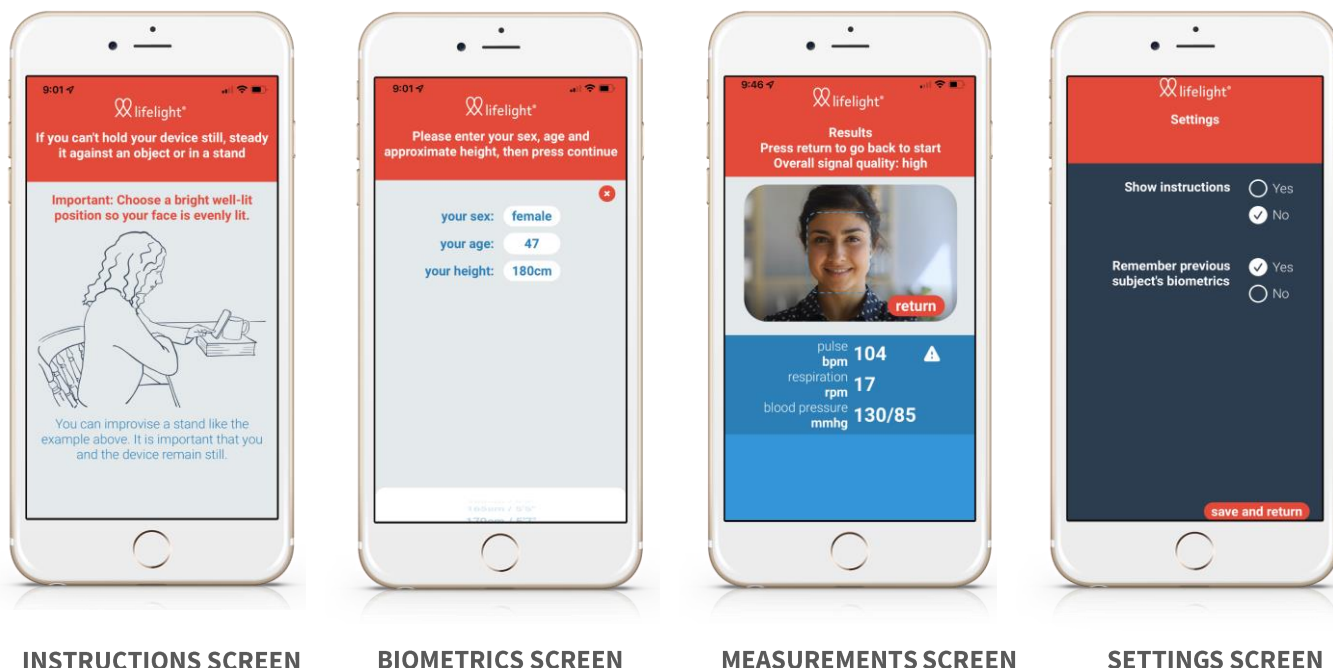 9:01
lifelight®
If you can't hold your device still, steady
it against an object or in a stand
Important: Choose a bright well-lit
position so your face is evenly lit.
You can improvise a stand like the
example above. It is important that you
and the device remain still.
INSTRUCTIONS SCREEN
9:01
lifelight®
Please enter your sex, age and
approximate height, then press continue
your sex: female
your age: 47
your height: 180cm
165cm / 5'5"
BIOMETRICS SCREEN
9:46
lifelight®
Results
Press return to go back to start
Overall signal quality: high
return
pulse
bpm 104
respiration
rpm 17
blood pressure
mmhg 130/85
MEASUREMENTS SCREEN
lifelight®
Settings
Show instructions Yes
No
Remember previous Yes
subject's biometrics
No
save and return
SETTINGS SCREEN